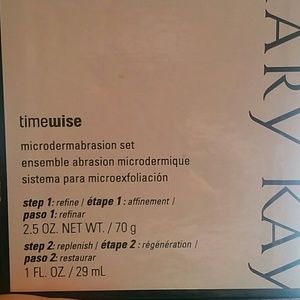 timewise
microdermabrasion set
ensemble abrasion microdermique
sistema para microexfoliación
step 1: refine / étape 1 : affinement /
paso 1: refinar
2.5 OZ. NET WT. / 70 g
step 2: replenish / étape 2 : régénération /
paso 2: restaurar
1 FL. OZ. / 29 mL
ARY KAY